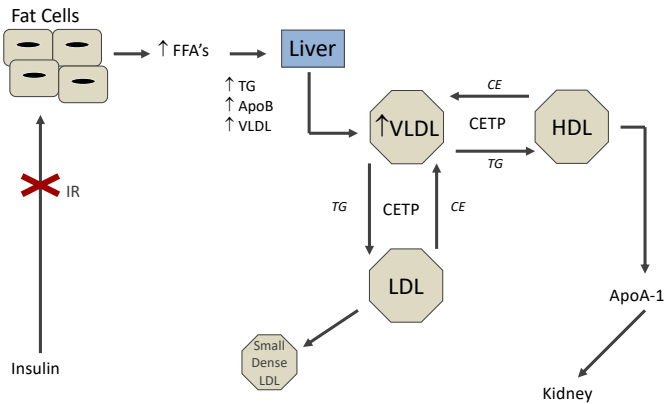 Fat Cells
↑ FFA's
Liver
↑ TG
↑ ApoB
↑ VLDL
↑VLDL
CE
CETP
TG
HDL
IR
TG
CETP
CE
LDL
ApoA-1
Small
Dense
LDL
Insulin
Kidney